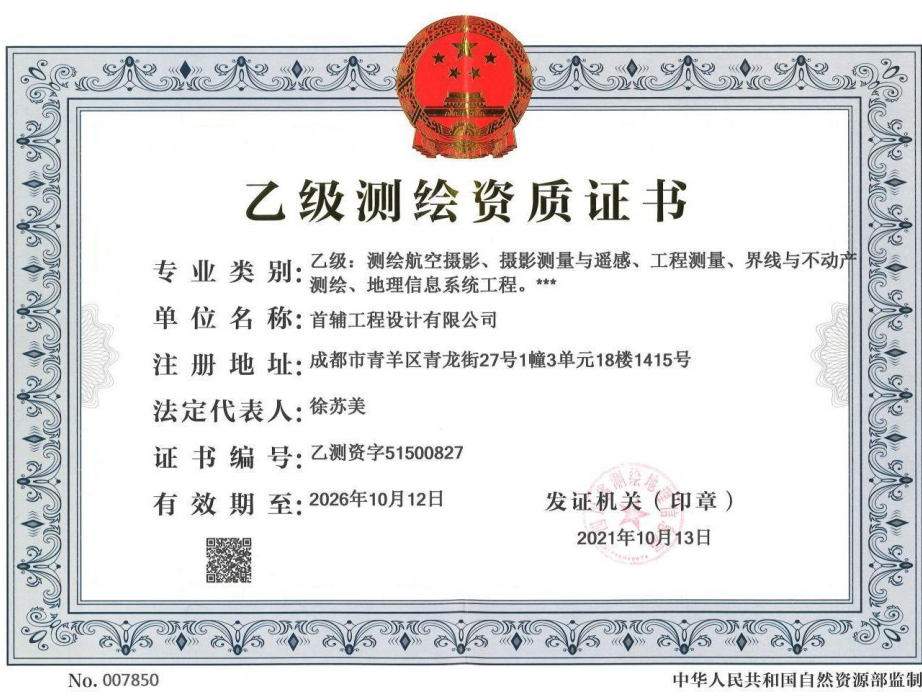 乙级测绘资质证书
专业类别：乙级：测绘航空摄影、摄影测量与遥感、工程测量、界线与不动产
测绘、地理信息系统工程。***
单位名称：首辅工程设计有限公司
注册地址：成都市青羊区青龙街27号1幢3单元18楼1415号
法定代表人：徐苏美
证书编号：乙测资字51500827
有效期至：2026年10月12日
发证机关（印章）
2021年10月13日
No. 007850
中华人民共和国自然资源部监制